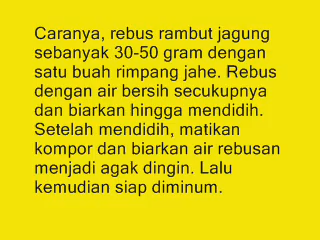 Caranya, rebus rambut jagung
sebanyak 30-50 gram dengan
satu buah rimpang jahe. Rebus
dengan air bersih secukupnya
dan biarkan hingga mendidih.
Setelah mendidih, matikan
kompor dan biarkan air rebusan
menjadi agak dingin. Lalu
kemudian siap diminum.